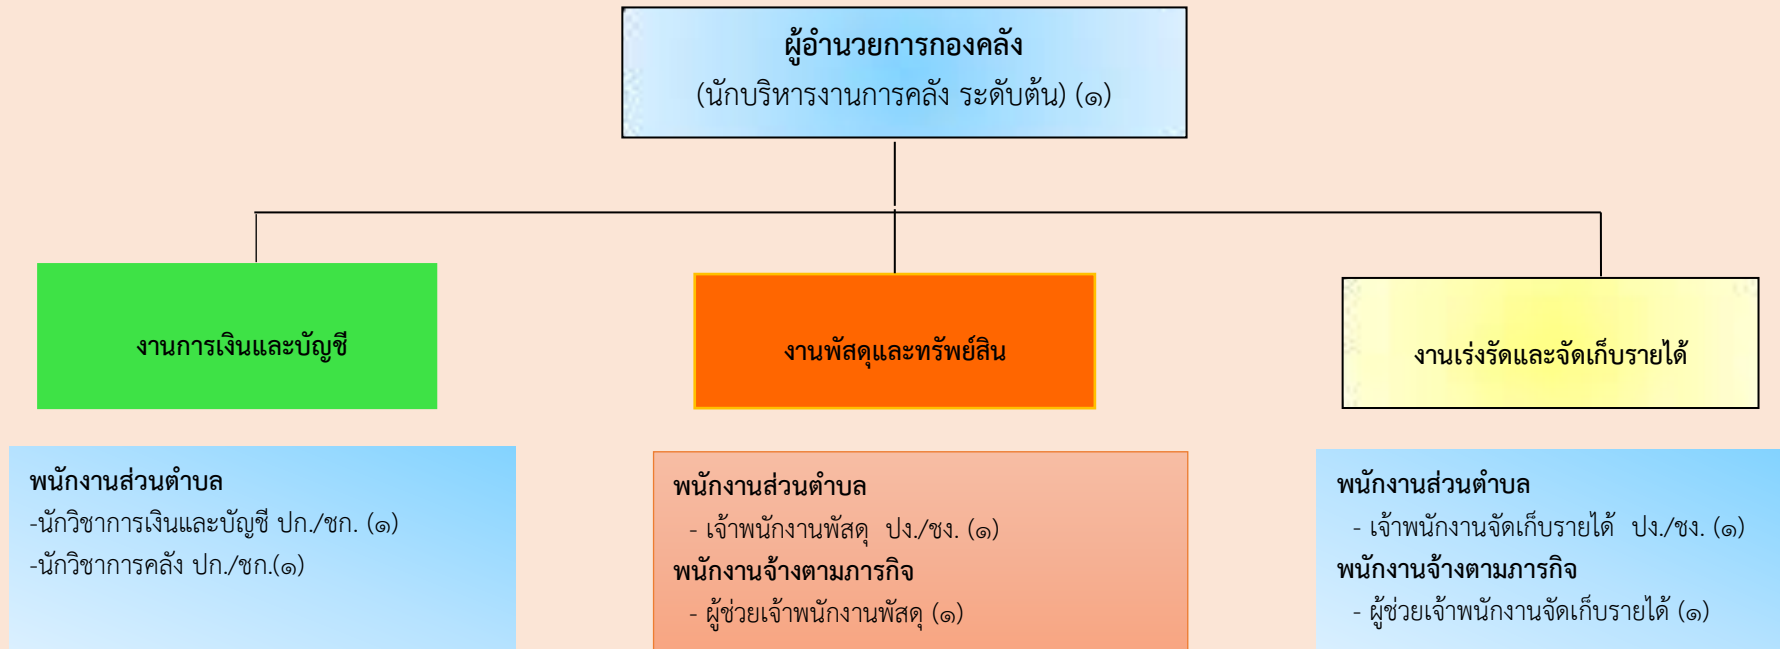 ผู้อำนวยการกองคลัง
(นักบริหารงานการคลัง ระดับต้น) (๑)
งานการเงินและบัญชี
งานพัสดุและทรัพย์สิน
งานเร่งรัดและจัดเก็บรายได้
พนักงานส่วนตำบล
-นักวิชาการเงินและบัญชี ปก./ชก. (๑)
-นักวิชาการคลัง ปก./ชก.(๑)
พนักงานส่วนตำบล
- เจ้าพนักงานพัสดุ ปง./ชง. (๑)
พนักงานจ้างตามภารกิจ
- ผู้ช่วยเจ้าพนักงานพัสดุ (๑)
พนักงานส่วนตำบล
- เจ้าพนักงานจัดเก็บรายได้ ปง./ชง. (๑)
พนักงานจ้างตามภารกิจ
- ผู้ช่วยเจ้าพนักงานจัดเก็บรายได้ (๑)